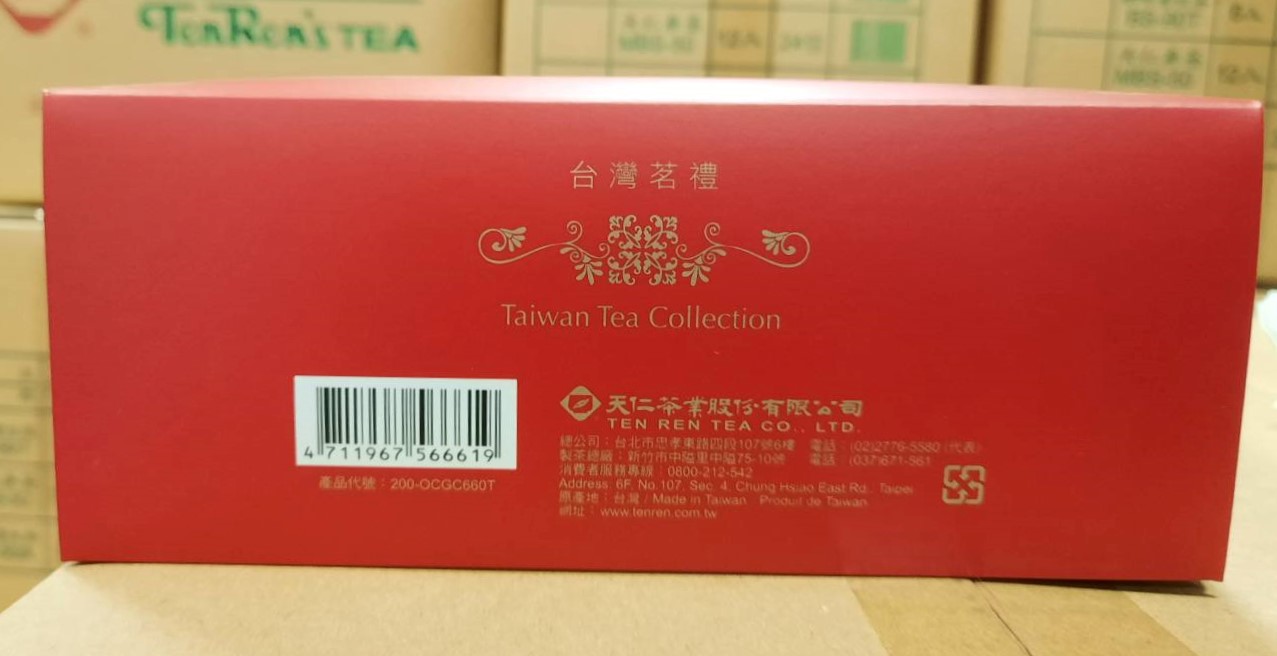 TenRen's TEA
台灣茗禮
Taiwan Tea Collection
4 711967 566619
產品代號：200-OCGC660T
天仁茶業股份有限公司
TEN REN TEA CO., LTD.
總公司：台北市忠孝東路四段107號6樓 電話：(02)2776-5580 (代表)
製茶總廠：新竹市中隘里中隘75-10號 電話：(037)671-561
消費者服務專線：0800-212-542
Address: 6F, No. 107, Sec. 4, Chung Hsiao East Rd., Taipei
原產地：台灣 / Made in Taiwan Produit de Taiwan
網址：www.tenren.com.tw